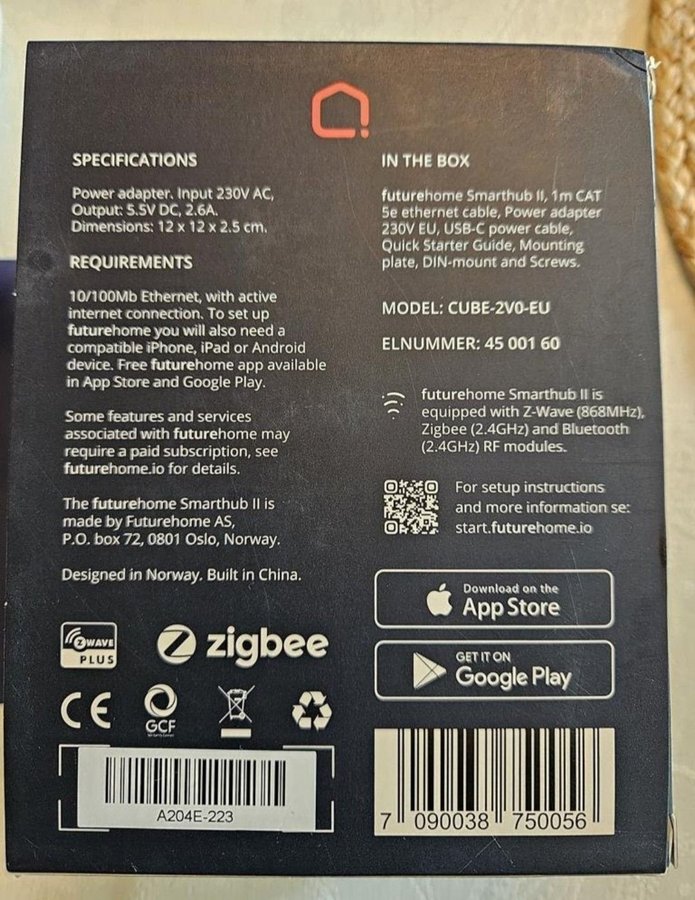 SPECIFICATIONS
Power adapter. Input 230V AC,
Output: 5.5V DC, 2.6A.
Dimensions: 12 x 12 x 2.5 cm.
REQUIREMENTS
10/100Mb Ethernet, with active
internet connection. To set up
futurehome you will also need a
compatible iPhone, iPad or Android
device. Free futurehome app available
in App Store and Google Play.
Some features and services
associated with futurehome may
require a paid subscription, see
futurehome.io for details.
The futurehome Smarthub II is
made by Futurehome AS,
P.O. box 72, 0801 Oslo, Norway.
Designed in Norway. Built in China.
Z-WAVE
PLUS
zigbee
CE
GCF
A204E-223
IN THE BOX
futurehome Smarthub II, 1m CAT
5e ethernet cable, Power adapter
230V EU, USB-C power cable,
Quick Starter Guide, Mounting
plate, DIN-mount and Screws.
MODEL: CUBE-2V0-EU
ELNUMMER: 45 001 60
futurehome Smarthub II is
equipped with Z-Wave (868MHz),
Zigbee (2.4GHz) and Bluetooth
(2.4GHz) RF modules.
For setup instructions
and more information se:
start.futurehome.io
Download on the
App Store
GET IT ON
Google Play
7 090038 750056